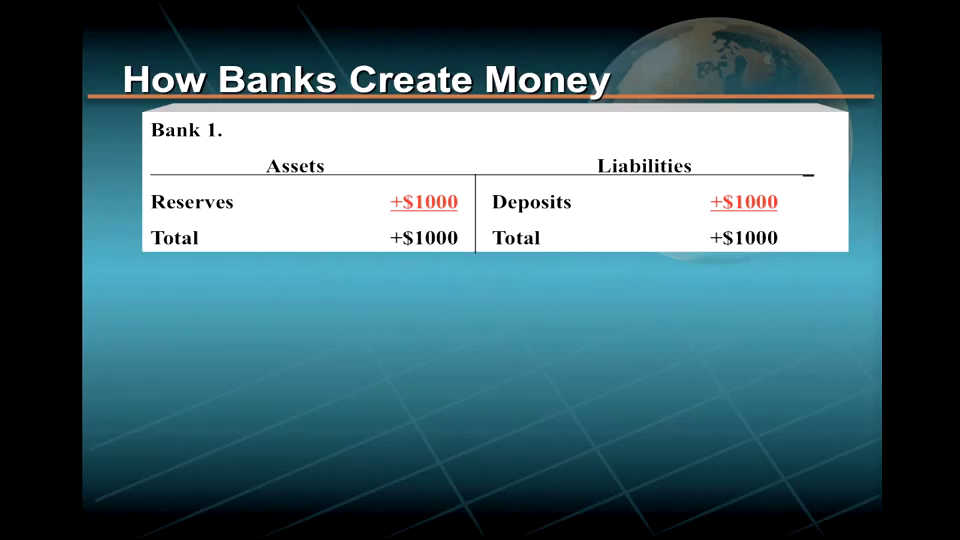 How Banks Create Money
Bank 1.
Assets Liabilities _
Reserves +$1000 Deposits +$1000
Total +$1000 Total +$1000